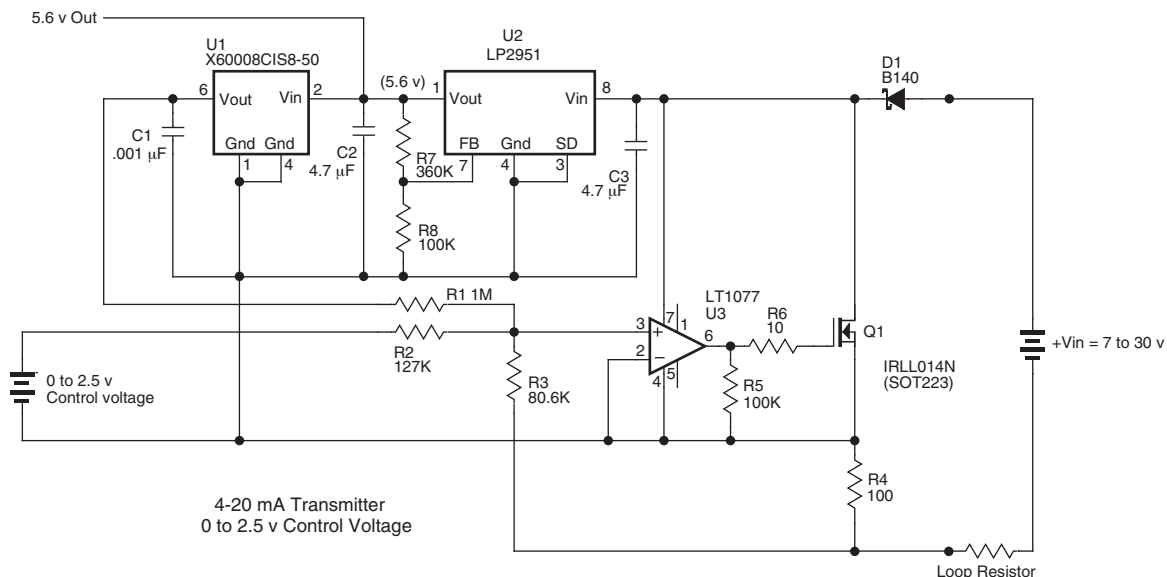 5.6 v Out
U1
X60008CIS8-50
6
Vout
Vin
2
Gnd
Gnd
1
4
C1
.001 μF
C2
4.7 μF
(5.6 v)
U2
LP2951
1
Vout
Vin
8
FB
Gnd
SD
7
4
3
R7
360K
R8
100K
C3
4.7 μF
D1
B140
R1 1M
R2
127K
R3
80.6K
LT1077
U3
3
+
2
−
7
1
6
4
5
R6
10
R5
100K
Q1
IRLL014N
(SOT223)
+Vin = 7 to 30 v
0 to 2.5 v
Control voltage
R4
100
4-20 mA Transmitter
0 to 2.5 v Control Voltage
Loop Resistor